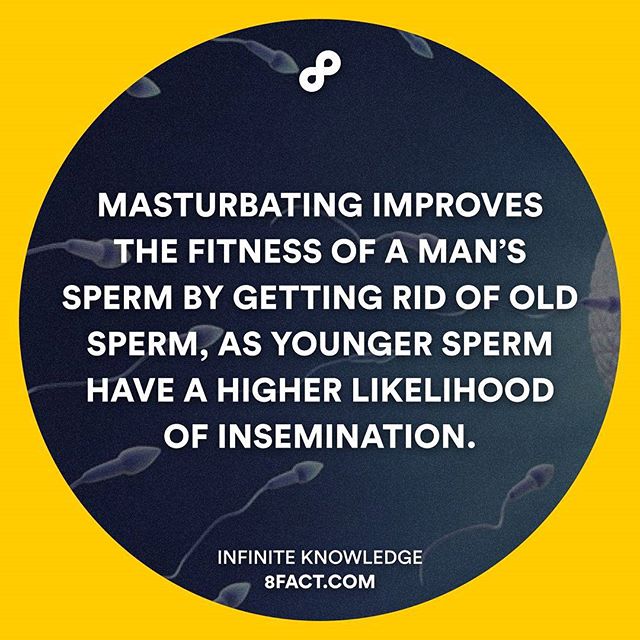 MASTURBATING IMPROVES
THE FITNESS OF A MAN’S
SPERM BY GETTING RID OF OLD
SPERM, AS YOUNGER SPERM
HAVE A HIGHER LIKELIHOOD
OF INSEMINATION.
INFINITE KNOWLEDGE
8FACT.COM